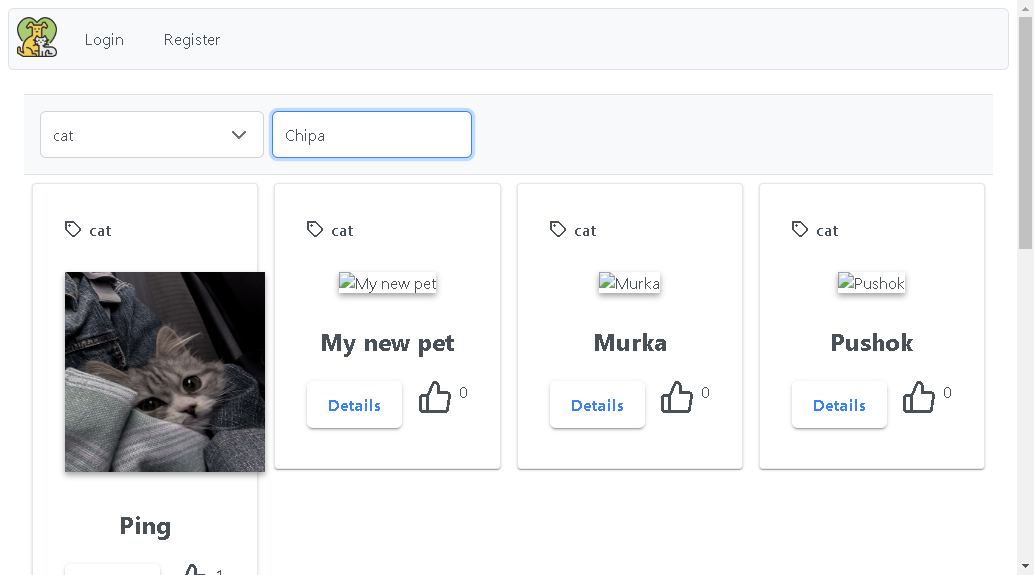 Login Register
cat Chipa
cat cat cat cat
My new pet Murka Pushok
My new pet Murka Pushok
Details 0 Details 0 Details 0
Ping
1